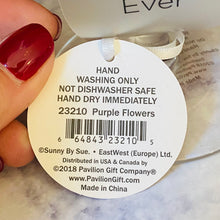 Ever
HAND
WASHING ONLY
NOT DISHWASHER SAFE
HAND DRY IMMEDIATELY
23210 Purple Flowers
6 64843 23210 5
©Sunny By Sue. - EastWest (Europe) Ltd.
Distributed in USA & Canada by
©2018 Pavilion Gift Company®
www.PavilionGift.com
Made in China